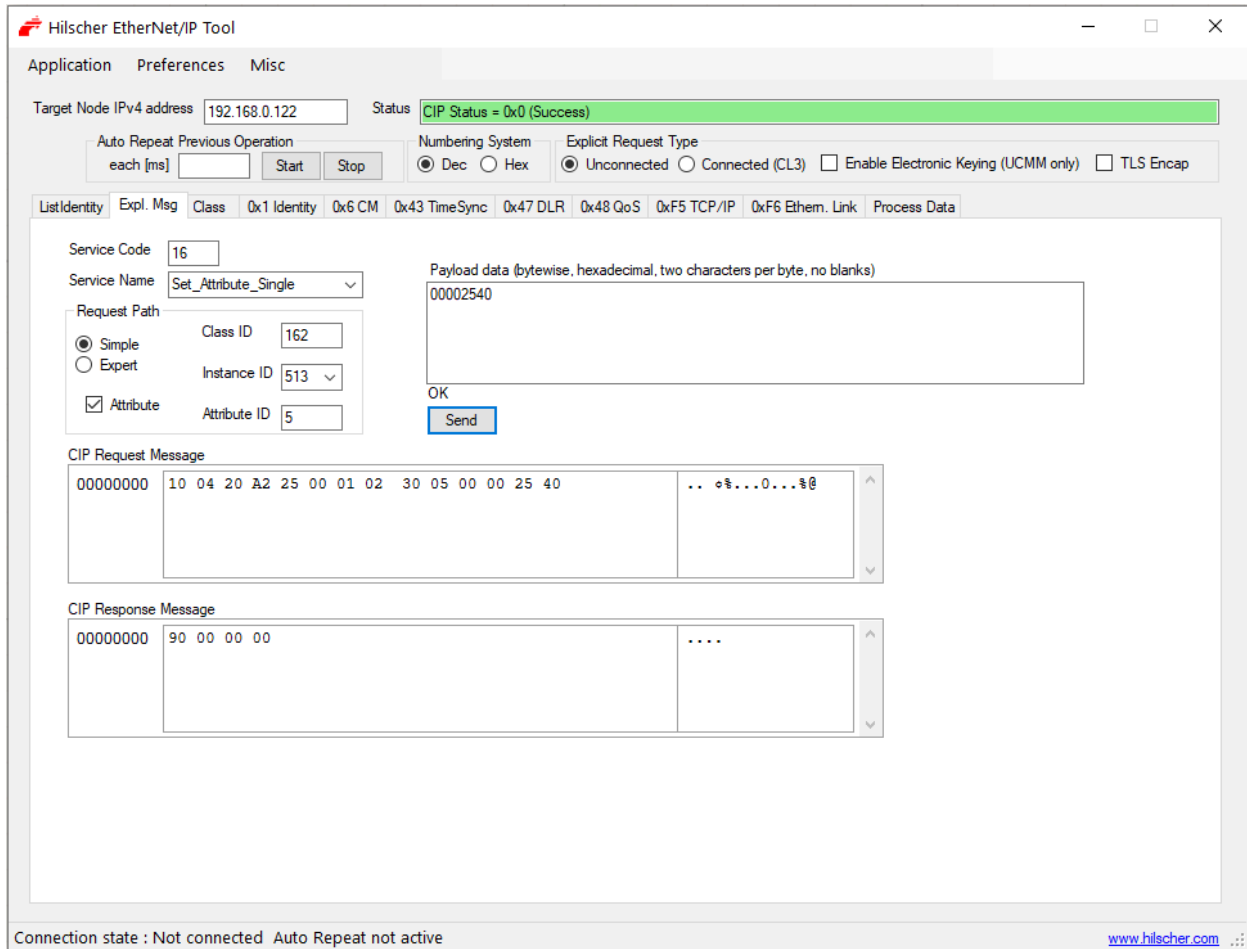 Hilscher EtherNet/IP Tool
Application Preferences Misc
Target Node IPv4 address 192.168.0.122 Status CIP Status = 0x0 (Success)
Auto Repeat Previous Operation Numbering System Explicit Request Type
each [ms] Start Stop Dec Hex Unconnected Connected (CL3) Enable Electronic Keying (UCMM only) TLS Encap
ListIdentity Expl. Msg Class 0x1 Identity 0x6 CM 0x43 TimeSync 0x47 DLR 0x48 QoS 0xF5 TCP/IP 0xF6 Ethern. Link Process Data
Service Code 16
Service Name Set_Attribute_Single
Payload data (bytewise, hexadecimal, two characters per byte, no blanks)
00002540
Request Path
Simple Class ID 162
Expert
Instance ID 513
Attribute Attribute ID 5
OK
Send
CIP Request Message
00000000 10 04 20 A2 25 00 01 02 30 05 00 00 25 40 .. ¢%...0...%@
CIP Response Message
00000000 90 00 00 00 ....
Connection state : Not connected Auto Repeat not active www.hilscher.com